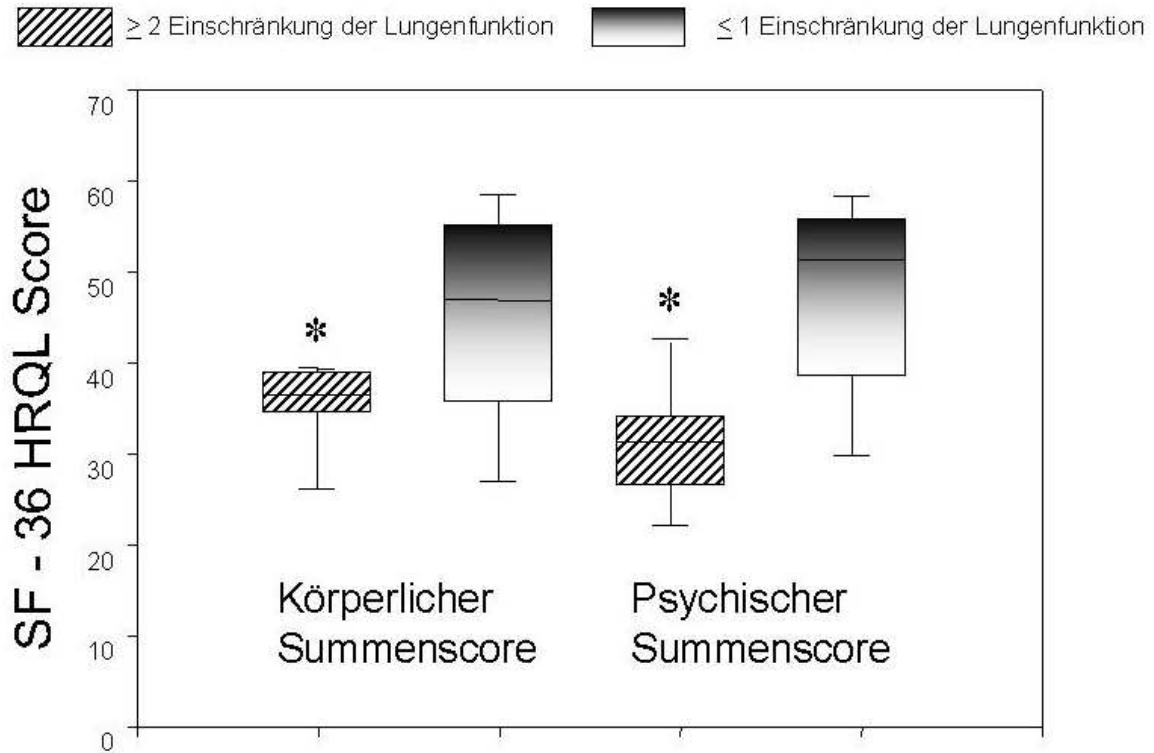 ≥ 2 Einschränkung der Lungenfunktion
≤ 1 Einschränkung der Lungenfunktion
SF - 36 HRQL Score
70
60
50
40
30
20
10
0
*
*
Körperlicher
Summenscore
Psychischer
Summenscore